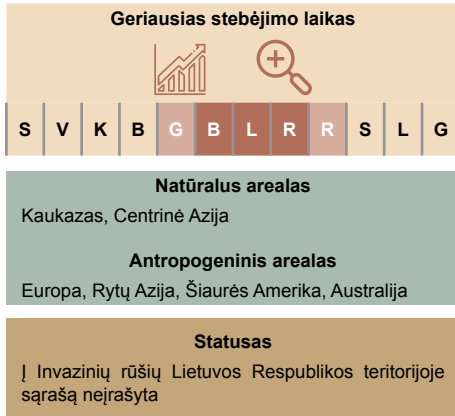 Geriausias stebėjimo laikas
S V K B G B L R R S L G
Natūralus arealas
Kaukazas, Centrinė Azija
Antropogeninis arealas
Europa, Rytų Azija, Šiaurės Amerika, Australija
Statusas
Į Invazinių rūšių Lietuvos Respublikos teritorijoje
sąrašą neįrašyta